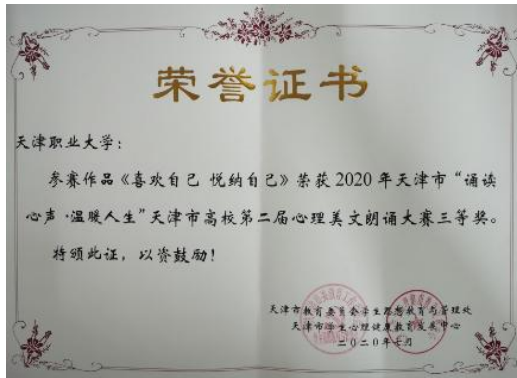 荣誉证书
天津职业大学：
参赛作品《喜欢自己 悦纳自己》荣获2020年天津市“诵读
心声·温暖人生”天津市高校第二届心理美文朗诵大赛三等奖。
特颁此证，以资鼓励！
天津市教育委员会学生思想教育与管理处
天津市学生心理健康教育发展中心
二〇二〇年七月